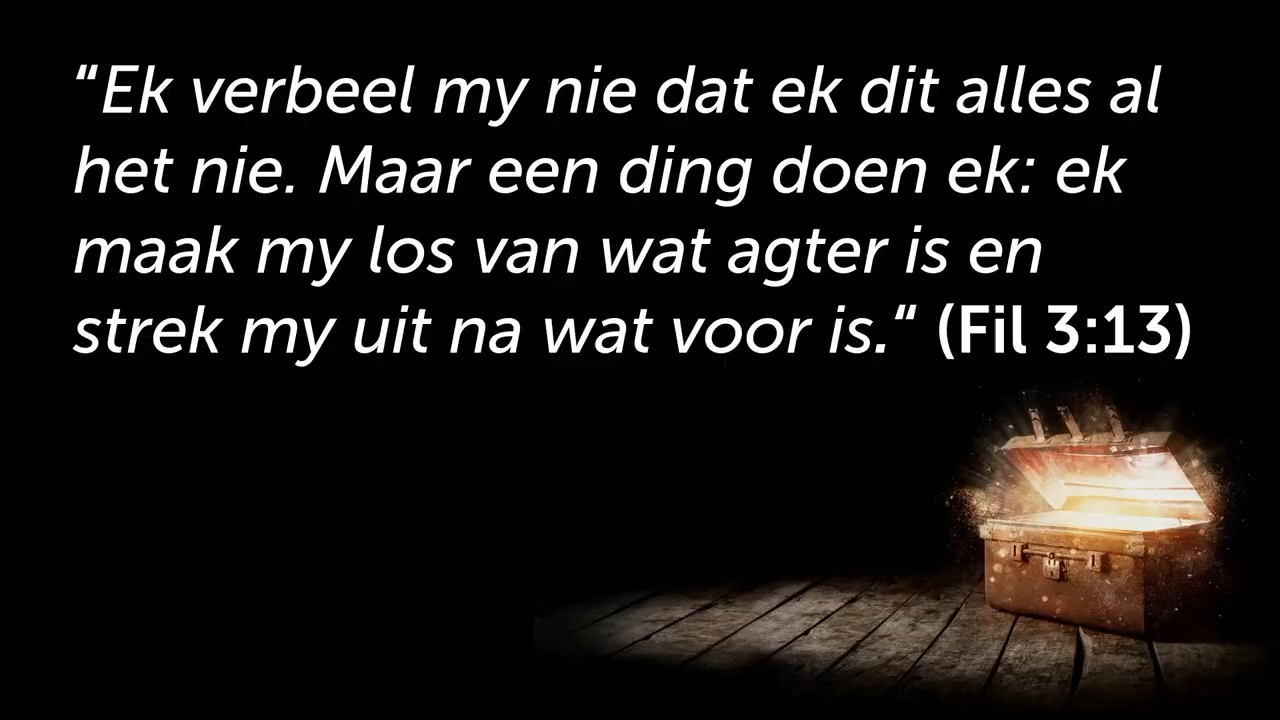 “Ek verbeel my nie dat ek dit alles al
het nie. Maar een ding doen ek: ek
maak my los van wat agter is en
strek my uit na wat voor is.“ (Fil 3:13)